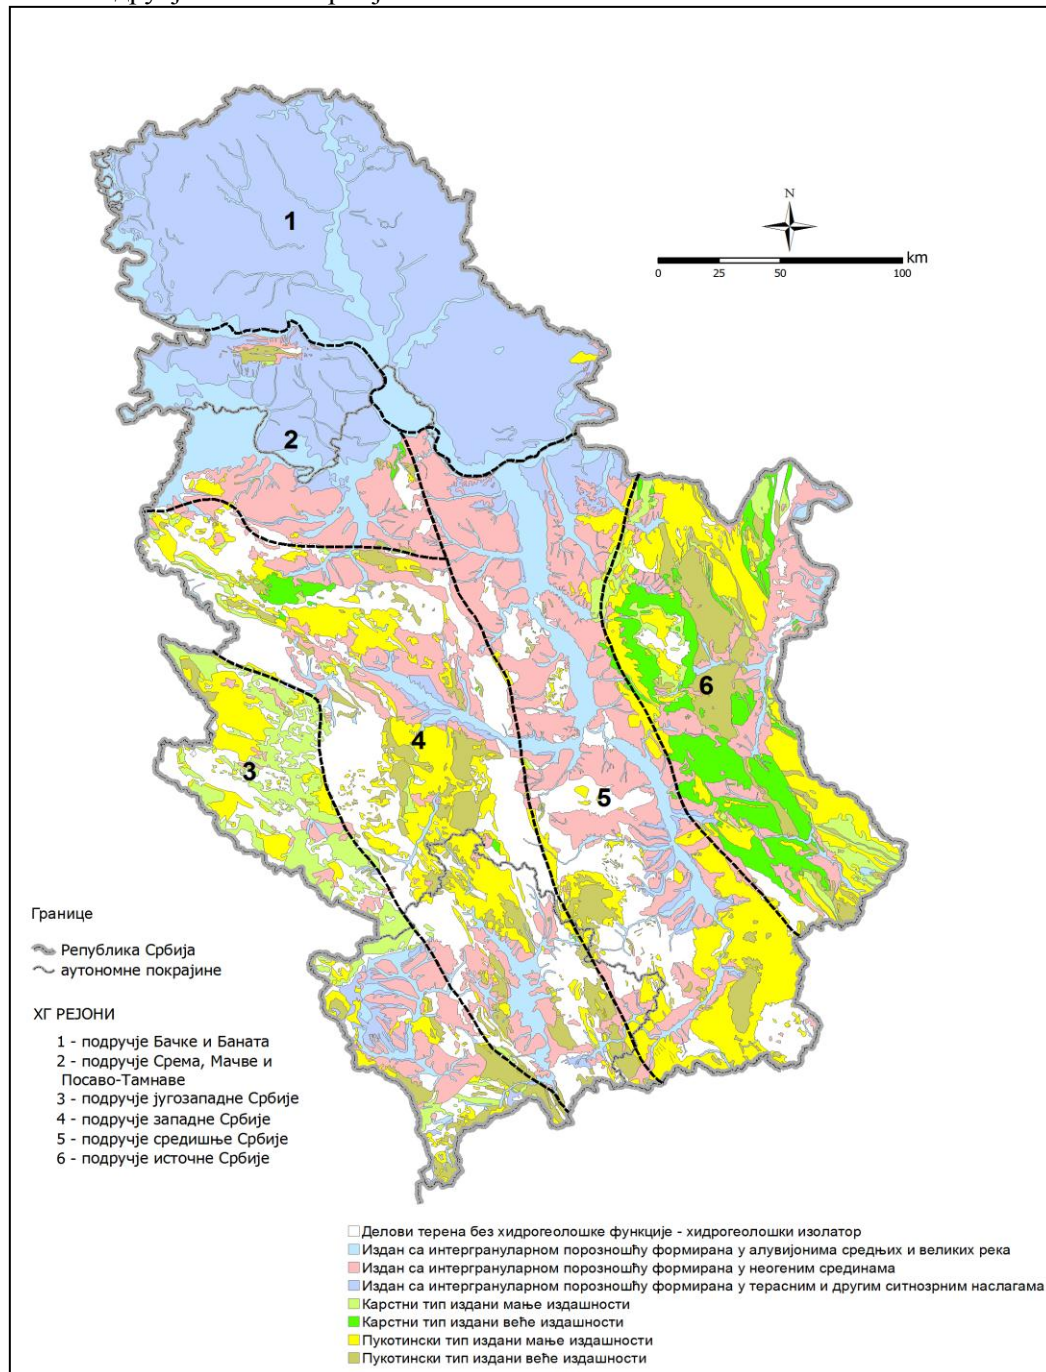 N
km
0 25 50 100
1
2
3
4
5
6
Границе
Република Србија
аутономне покрајине
ХГ РЕЈОНИ
1 - подручје Бачке и Баната
2 - подручје Срема, Мачве и
Посаво-Тамнаве
3 - подручје југозападне Србије
4 - подручје западне Србије
5 - подручје средишње Србије
6 - подручје источне Србије
Делови терена без хидрогеолошке функције - хидрогеолошки изолатор
Издан са интергрануларном порозношћу формирана у алувијонима средњих и великих река
Издан са интергрануларном порозношћу формирана у неогеним срединама
Издан са интергрануларном порозношћу формирана у терасним и другим ситнозрним наслагама
Карстни тип издани мање издашности
Карстни тип издани веће издашности
Пукотински тип издани мање издашности
Пукотински тип издани веће издашности